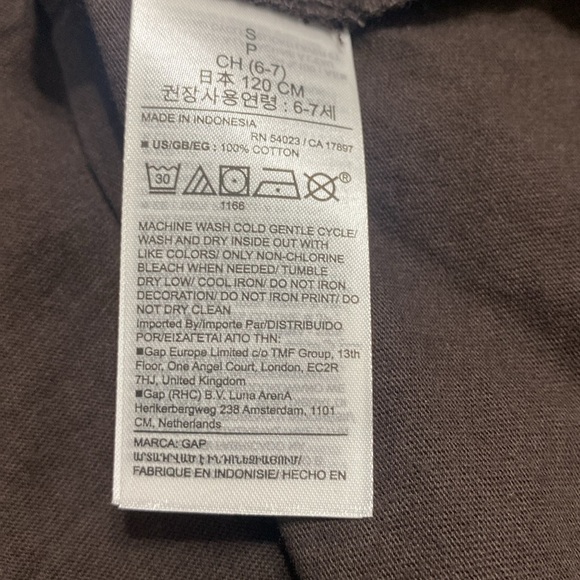 S
P
CH (6-7)
日本 120 CM
권장사용연령 : 6-7세
MADE IN INDONESIA
RN 54023 / CA 17897
■ US/GB/EG : 100% COTTON
30
®
1166
MACHINE WASH COLD GENTLE CYCLE/
WASH AND DRY INSIDE OUT WITH
LIKE COLORS/ ONLY NON-CHLORINE
BLEACH WHEN NEEDED/ TUMBLE
DRY LOW/ COOL IRON/ DO NOT IRON
DECORATION/ DO NOT IRON PRINT/ DO
NOT DRY CLEAN
Imported By/Importe Par/DISTRIBUIDO
POR/ΕΙΣΑΓΕΤΑΙ ΑΠΟ ΤΗΝ:
■Gap Europe Limited c/o TMF Group, 13th
Floor, One Angel Court, London, EC2R
7HJ, United Kingdom
■Gap (RHC) B.V. Luna ArenA
Herikerbergweg 238 Amsterdam, 1101
CM, Netherlands
MARCA: GAP
ԱՐՏԱԴՐՎԱԾ Է ԻՆԴՈՆԵԶԻԱՅՈՒՄ/
FABRIQUE EN INDONISIE/ HECHO EN